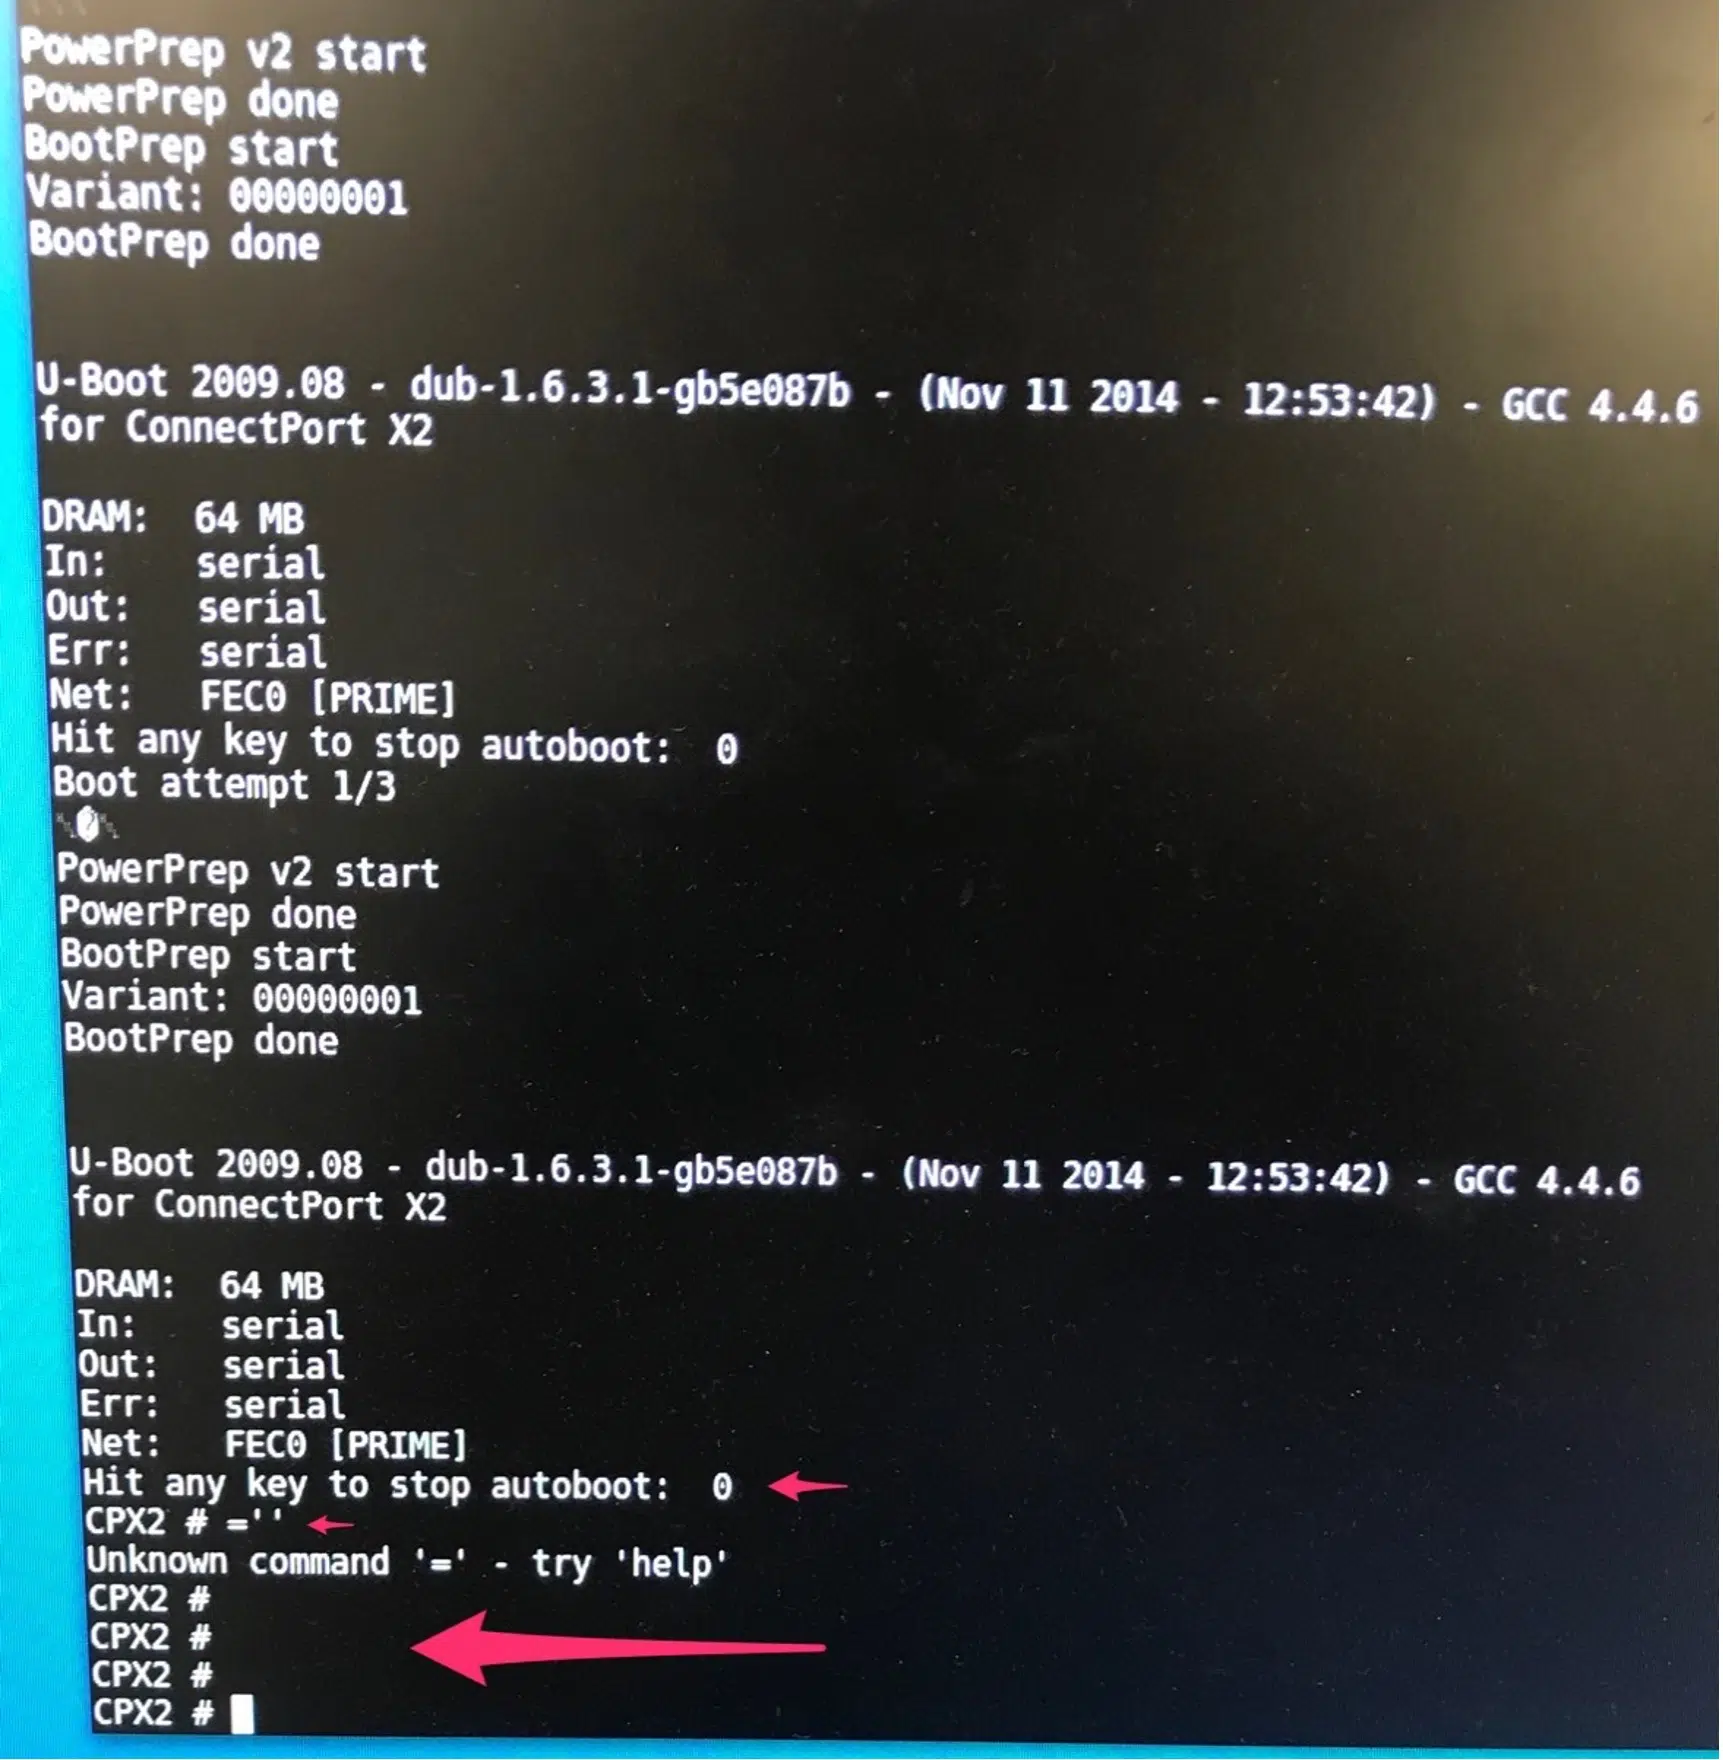 PowerPrep v2 start
PowerPrep done
BootPrep start
Variant: 00000001
BootPrep done
U-Boot 2009.08 - dub-1.6.3.1-gb5e087b - (Nov 11 2014 - 12:53:42) - GCC 4.4.6
for ConnectPort X2
DRAM:  64 MB
In:    serial
Out:   serial
Err:   serial
Net:   FEC0 [PRIME]
Hit any key to stop autoboot:  0
Boot attempt 1/3
PowerPrep v2 start
PowerPrep done
BootPrep start
Variant: 00000001
BootPrep done
U-Boot 2009.08 - dub-1.6.3.1-gb5e087b - (Nov 11 2014 - 12:53:42) - GCC 4.4.6
for ConnectPort X2
DRAM:  64 MB
In:    serial
Out:   serial
Err:   serial
Net:   FEC0 [PRIME]
Hit any key to stop autoboot:  0
CPX2 # =''
Unknown command '=' - try 'help'
CPX2 #
CPX2 #
CPX2 #
CPX2 #